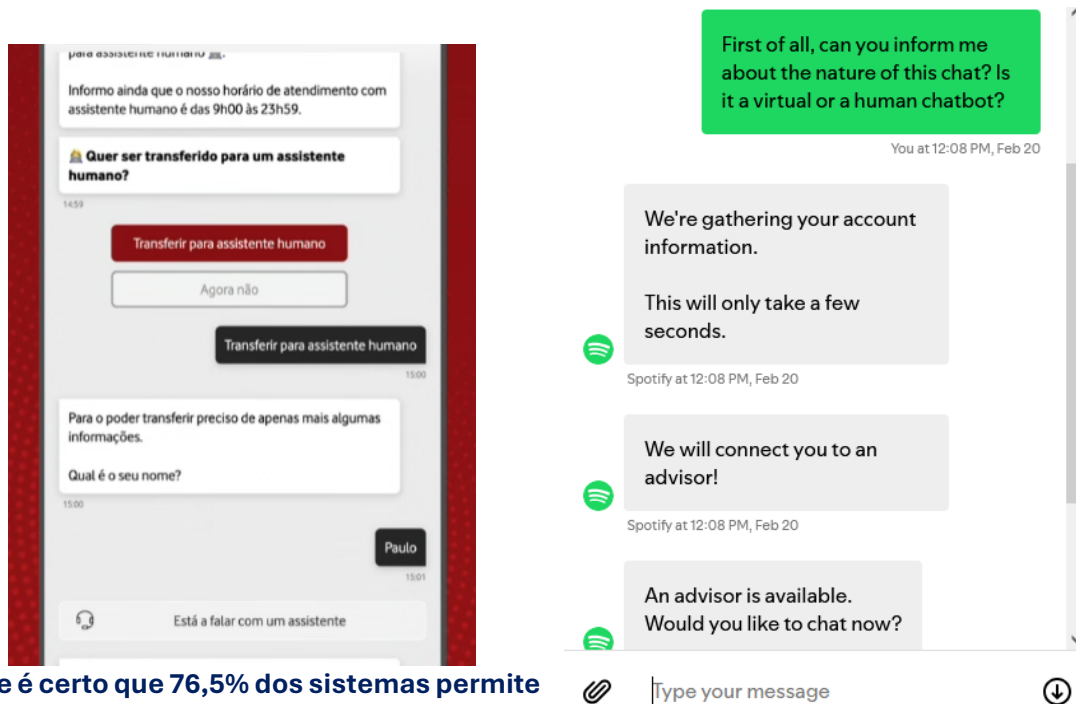 para assistente humano
Informo ainda que o nosso horário de atendimento com
assistente humano é das 9h00 às 23h59.
Quer ser transferido para um assistente
humano?
14:59
Transferir para assistente humano
Agora não
Transferir para assistente humano
15:00
Para o poder transferir preciso de apenas mais algumas
informações.
Qual é o seu nome?
15:00
Paulo
15:01
Está a falar com um assistente
e é certo que 76,5% dos sistemas permite
First of all, can you inform me
about the nature of this chat? Is
it a virtual or a human chatbot?
You at 12:08 PM, Feb 20
We're gathering your account
information.
This will only take a few
seconds.
Spotify at 12:08 PM, Feb 20
We will connect you to an
advisor!
Spotify at 12:08 PM, Feb 20
An advisor is available.
Would you like to chat now?
Type your message